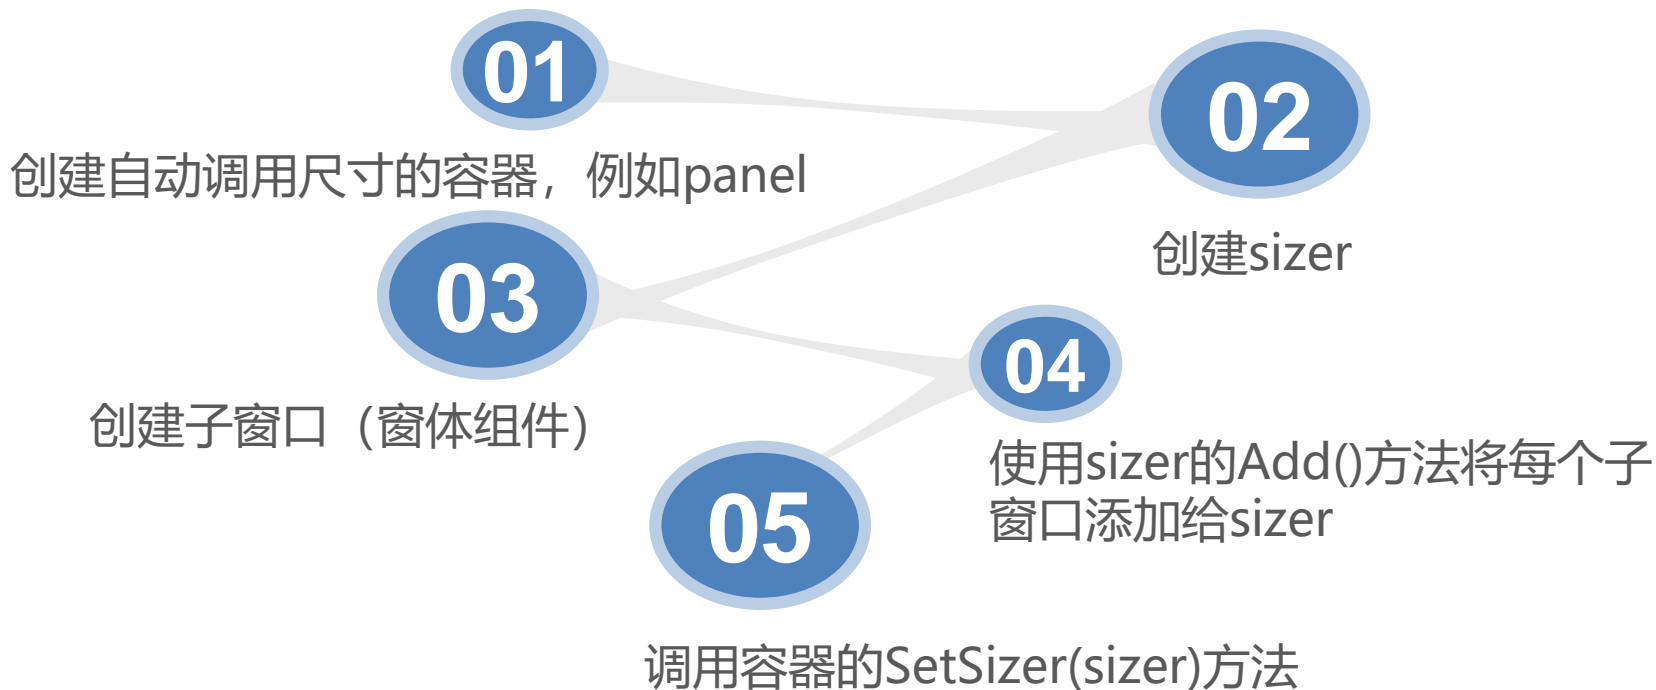 01
创建自动调用尺寸的容器，例如panel
02
创建sizer
03
创建子窗口（窗体组件）
04
使用sizer的Add()方法将每个子
窗口添加给sizer
05
调用容器的SetSizer(sizer)方法